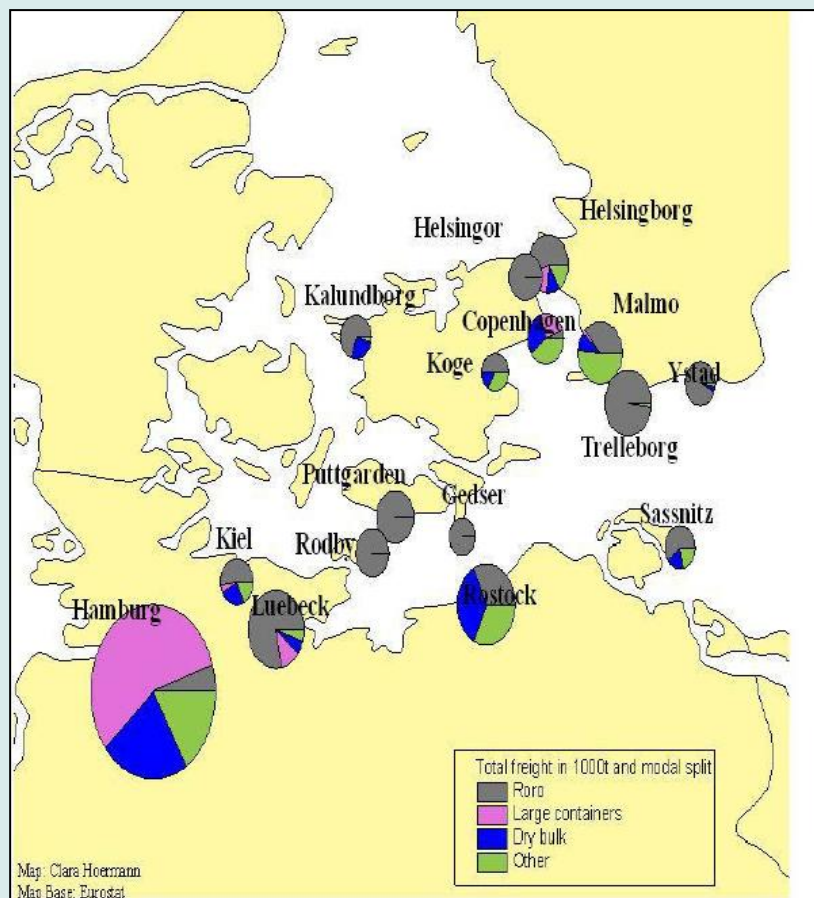 Helsingborg
Helsingor
Kalundborg
Malmo
Copenhagen
Koge
Ystad
Trelleborg
Puttgarden
Gedser
Sassnitz
Kiel
Rodby
Rostock
Hamburg
Luebeck
Total freight in 1000t and modal split
Roro
Large containers
Dry bulk
Other
Map: Clara Hoermann
Map Base: Eurostat